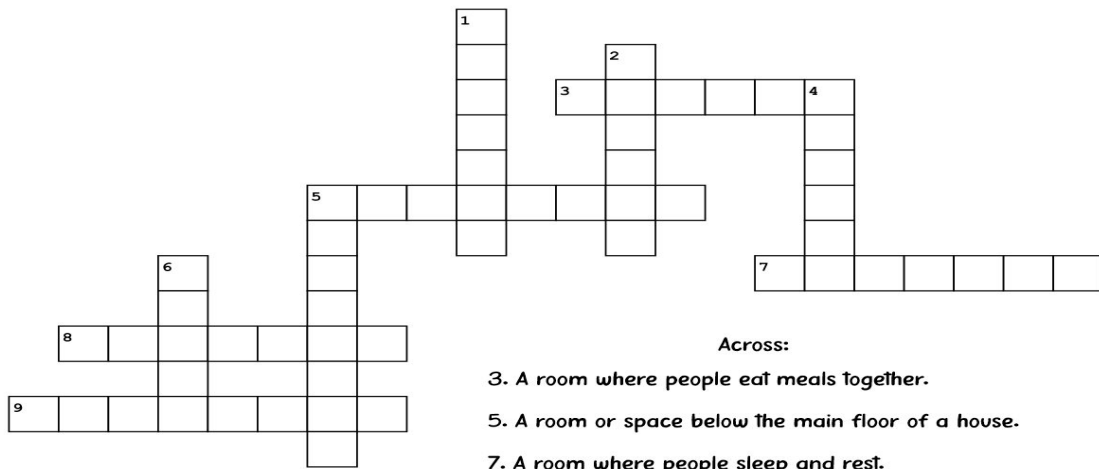 1
2
3
4
5
6
7
8
9
Across:
3. A room where people eat meals together.
5. A room or space below the main floor of a house.
7. A room where people sleep and rest.